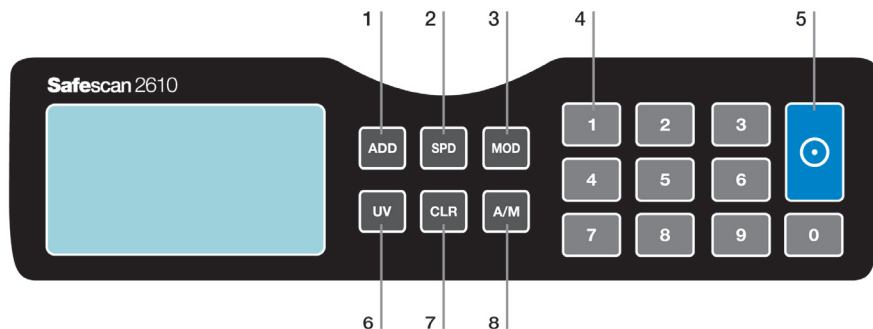 1 2 3 4 5
Safescan 2610
1 2 3
ADD SPD MOD
4 5 6
UV CLR A/M
7 8 9 0
6 7 8